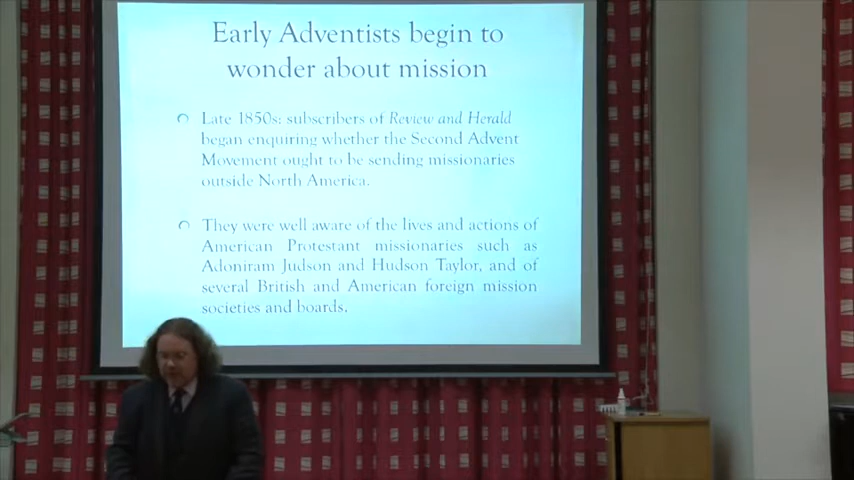 Early Adventists begin to
wonder about mission
Late 1850s: subscribers of Review and Herald
began enquiring whether the Second Advent
Movement ought to be sending missionaries
outside North America.
They were well aware of the lives and actions of
American Protestant missionaries such as
Adoniram Judson and Hudson Taylor, and of
several British and American foreign mission
societies and boards.